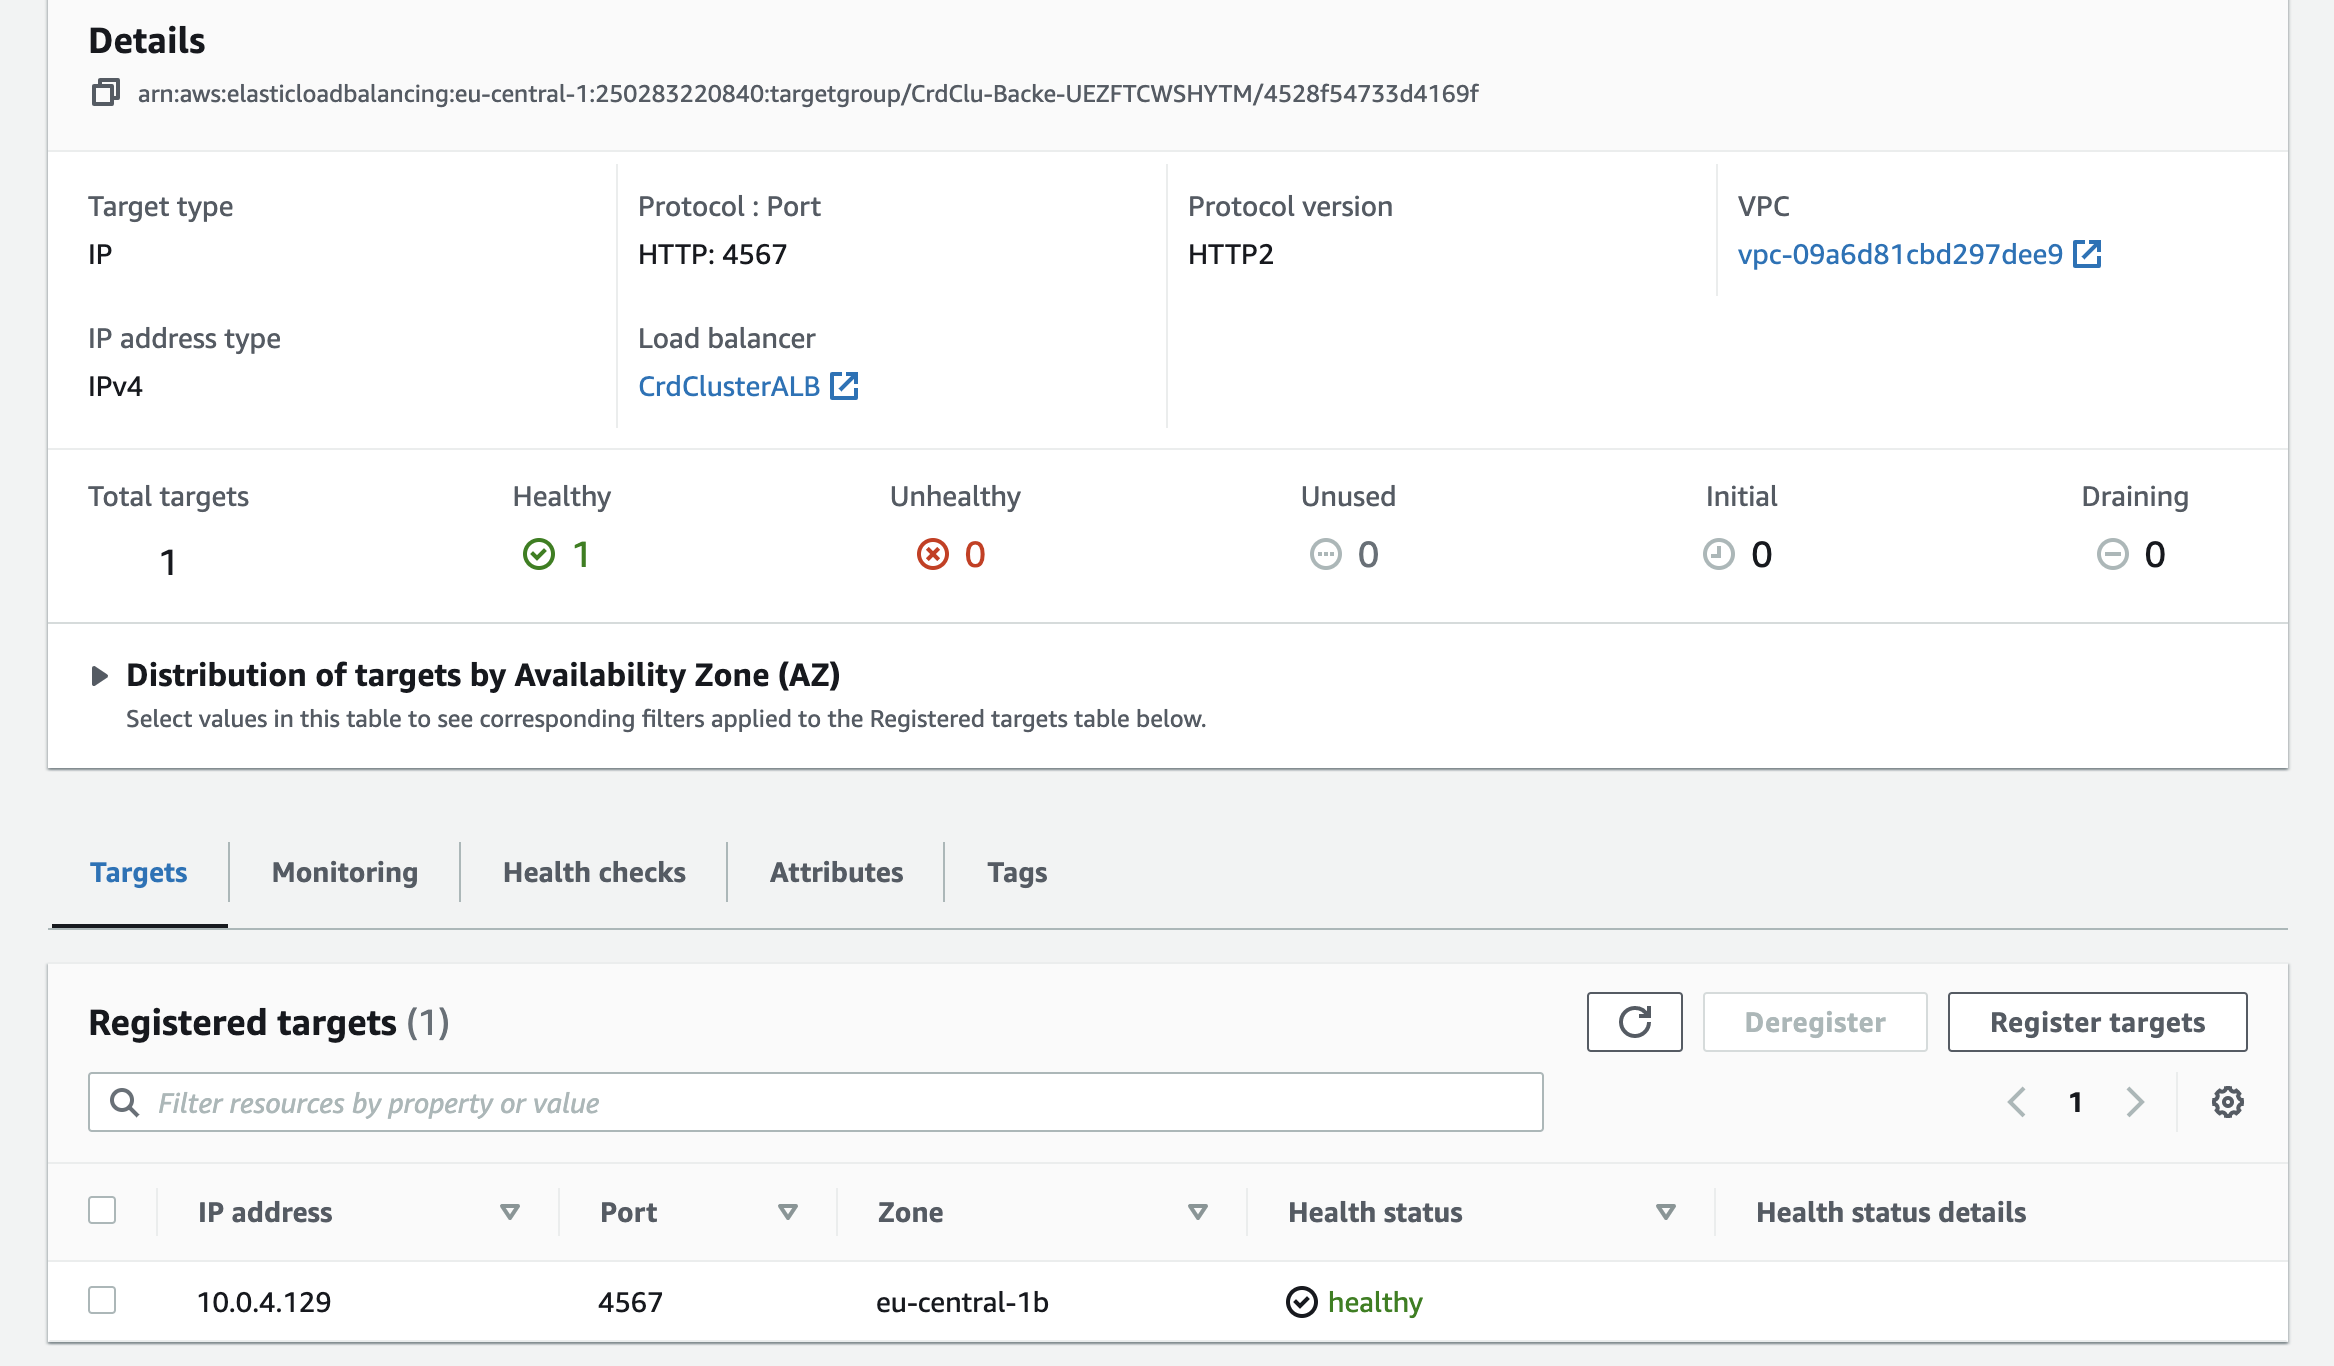 Details
arn:aws:elasticloadbalancing:eu-central-1:250283220840:targetgroup/CrdClu-Backe-UEZFTCWSHYTM/4528f54733d4169f
Target type
IP
Protocol : Port
HTTP: 4567
Protocol version
HTTP2
VPC
vpc-09a6d81cbd297dee9
IP address type
IPv4
Load balancer
CrdClusterALB
Total targets
1
Healthy
1
Unhealthy
0
Unused
0
Initial
0
Draining
0
Distribution of targets by Availability Zone (AZ)
Select values in this table to see corresponding filters applied to the Registered targets table below.
Targets
Monitoring
Health checks
Attributes
Tags
Registered targets (1)
Deregister
Register targets
Filter resources by property or value
1
IP address
Port
Zone
Health status
Health status details
10.0.4.129
4567
eu-central-1b
healthy